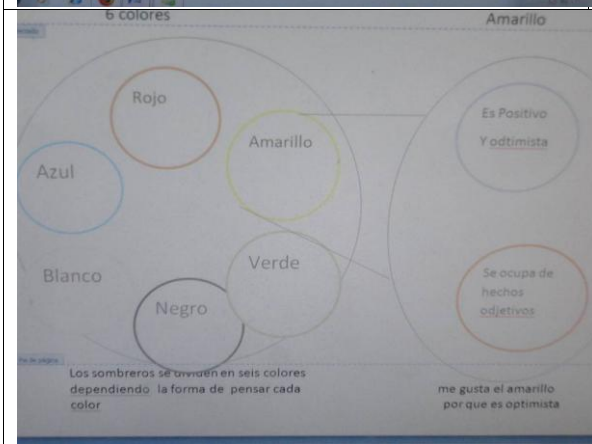 6 colores
Amarillo
Rojo
Amarillo
Azul
Blanco
Verde
Negro
Es Positivo
Y odtimista
Se ocupa de
hechos
odjetivos
Los sombreros se dividen en seis colores
dependiendo la forma de pensar cada
color
me gusta el amarillo
por que es optimista